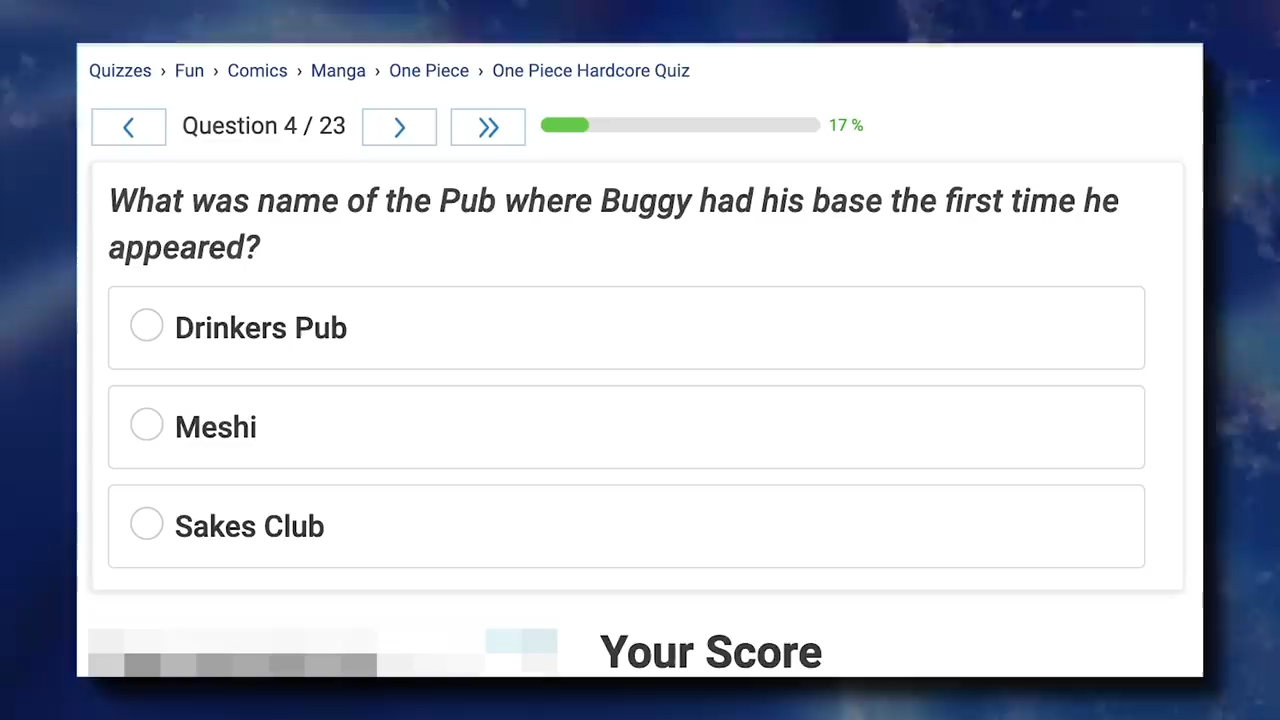 Quizzes › Fun › Comics › Manga › One Piece › One Piece Hardcore Quiz
Question 4 / 23
17 %
What was name of the Pub where Buggy had his base the first time he
appeared?
Drinkers Pub
Meshi
Sakes Club
Your Score